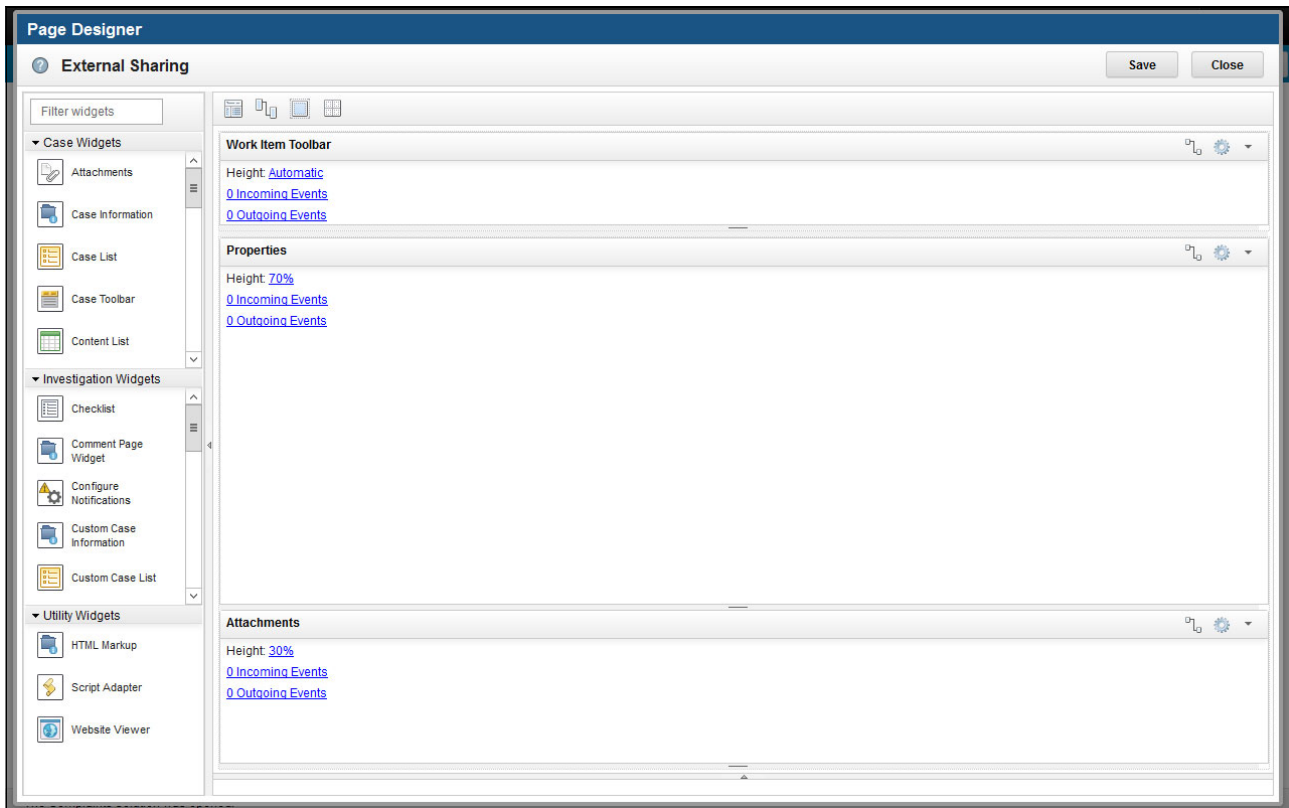 Page Designer
External Sharing
Save
Close
Filter widgets
Case Widgets
Attachments
Case Information
Case List
Case Toolbar
Content List
Investigation Widgets
Checklist
Comment Page
Widget
Configure
Notifications
Custom Case
Information
Custom Case List
Utility Widgets
HTML Markup
Script Adapter
Website Viewer
Work Item Toolbar
Height: Automatic
0 Incoming Events
0 Outgoing Events
Properties
Height: 70%
0 Incoming Events
0 Outgoing Events
Attachments
Height: 30%
0 Incoming Events
0 Outgoing Events